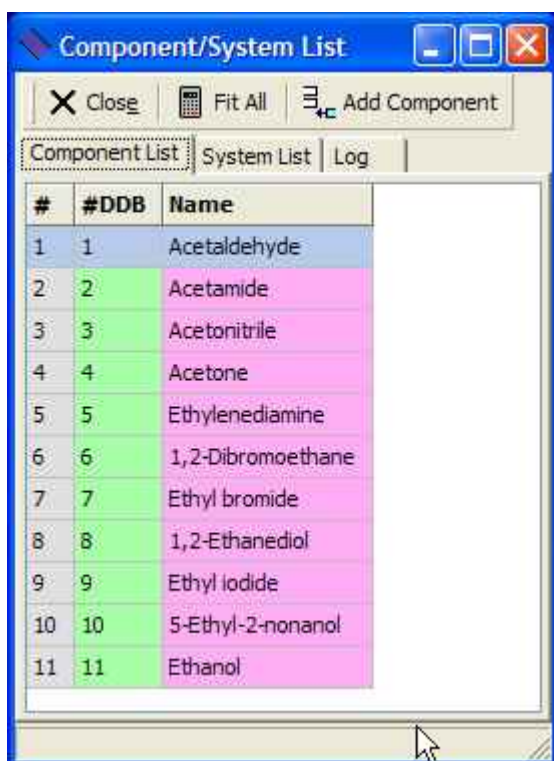 Component/System List
Close Fit All Add Component
Component List System List Log
# #DDB Name
1 1 Acetaldehyde
2 2 Acetamide
3 3 Acetonitrile
4 4 Acetone
5 5 Ethylenediamine
6 6 1,2-Dibromoethane
7 7 Ethyl bromide
8 8 1,2-Ethanediol
9 9 Ethyl iodide
10 10 5-Ethyl-2-nonanol
11 11 Ethanol